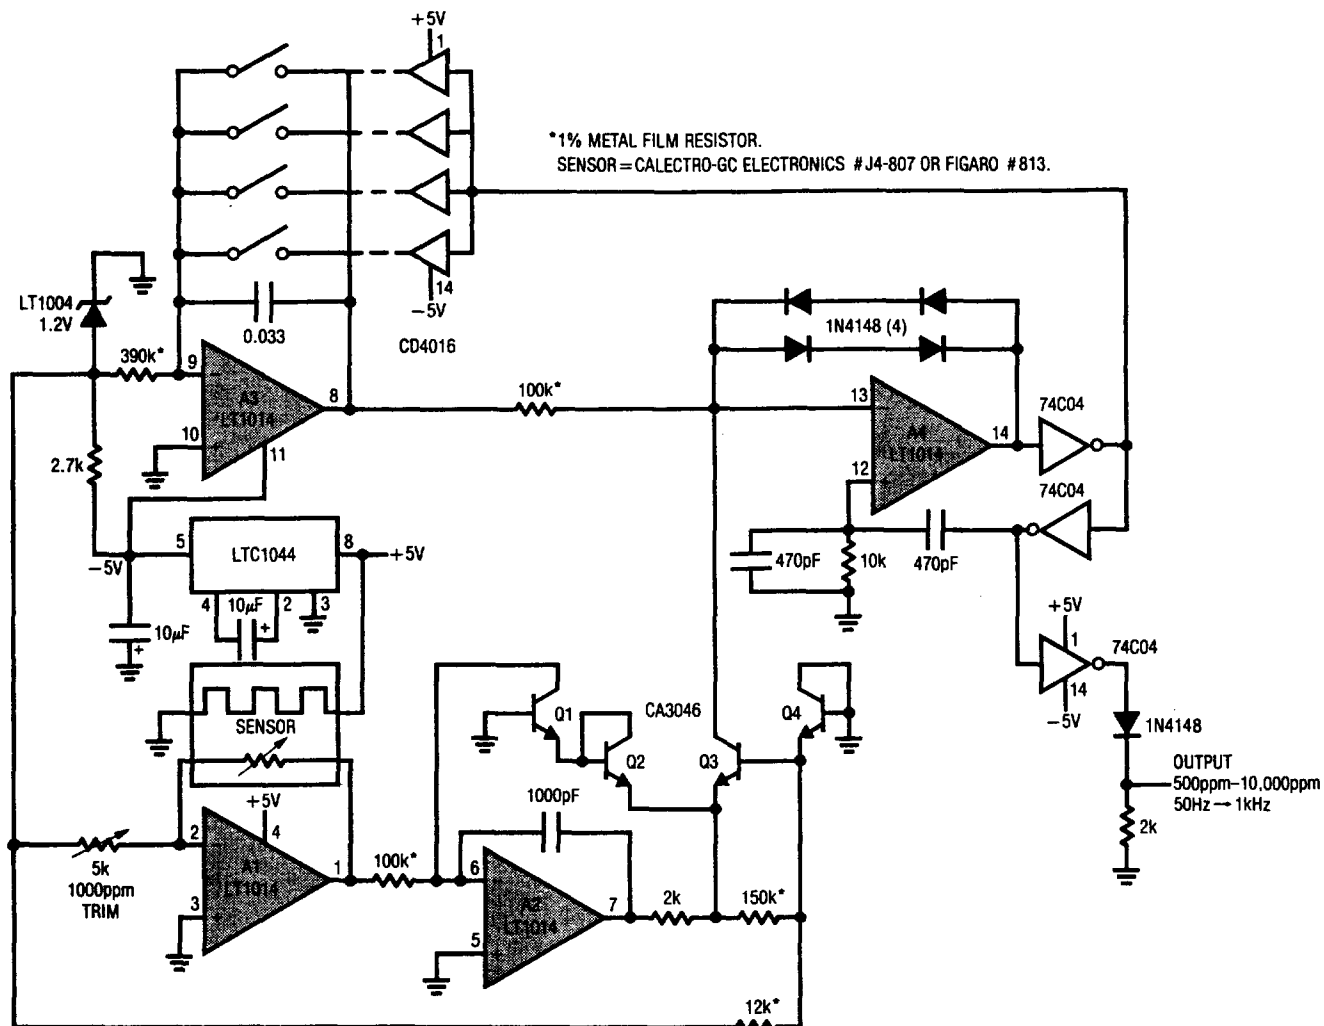 +5V
1
*1% METAL FILM RESISTOR.
SENSOR=CALECTRO-GC ELECTRONICS #J4-807 OR FIGARO #813.
14
-5V
CD4016
LT1004
1.2V
390k*
0.033
9
A3
LT1014
8
10
11
2.7k
100k*
1N4148 (4)
13
A4
LT1014
14
12
74C04
74C04
-5V
5
LTC1044
8
+5V
4
10µF
2
3
10µF
+
+
470pF
10k
470pF
+5V
1
74C04
14
-5V
1N4148
OUTPUT
500ppm–10,000ppm
50Hz→1kHz
2k
SENSOR
Q1
CA3046
Q4
Q2
Q3
+5V
4
5k
1000ppm
TRIM
2
A1
LT1014
1
3
100k*
1000pF
6
A2
LT1014
7
5
2k
150k*
12k*